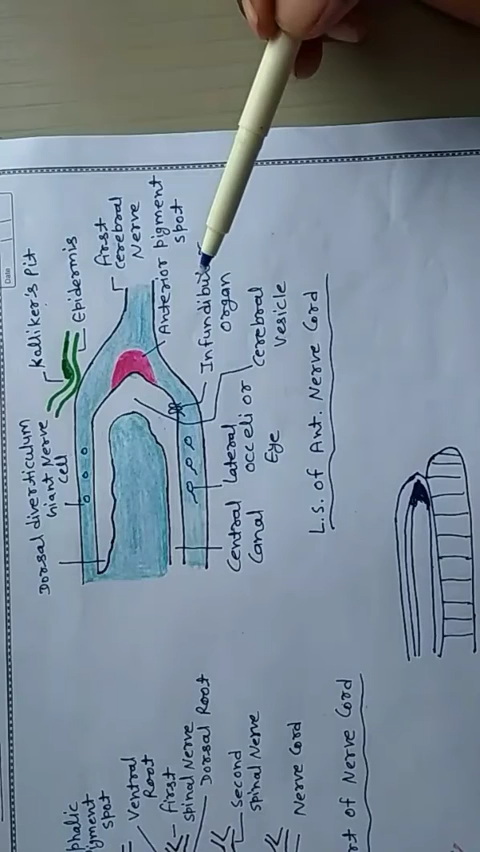 Date
Kolliker's Pit
Epidermis
first
cerebral
Nerve
Anterior pigment
spot
Infundibul
organ
cerebral
vesicle
Dorsal diverticulum
Giant Nerve
cell
Lateral
occeli or
Eye
Central
Canal
L.S. of Ant. Nerve Cord
phalic
igment
spot
Ventral
Root
first
spinal Nerve
Dorsal Root
Second
spinal Nerve
Nerve Cord
rt of Nerve Cord